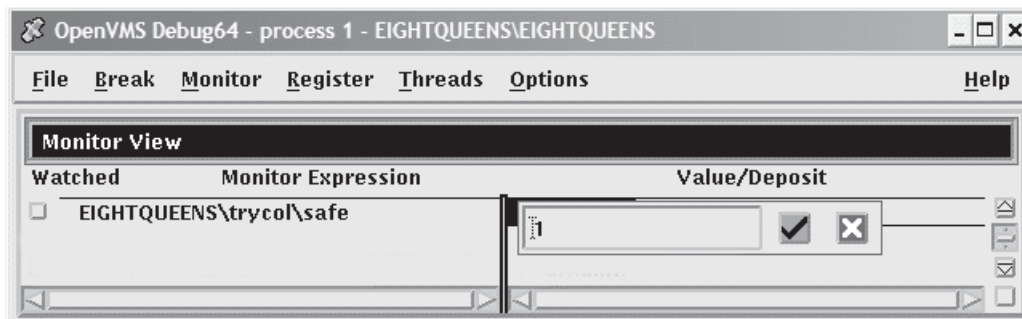 OpenVMS Debug64 - process 1 - EIGHTQUEENS\EIGHTQUEENS
File Break Monitor Register Threads Options Help
Monitor View
Watched Monitor Expression Value/Deposit
EIGHTQUEENS\trycol\safe 1